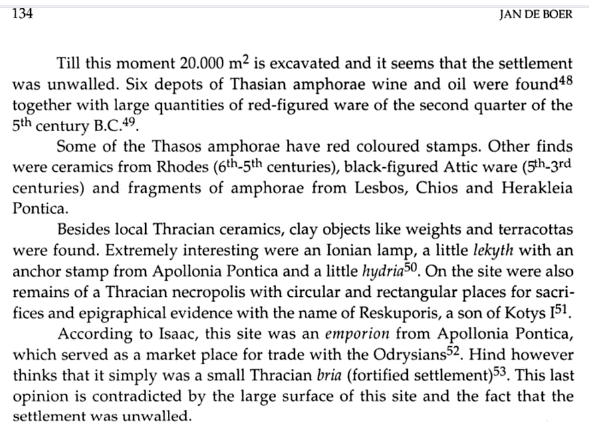 134 JAN DE BOER
Till this moment 20.000 m² is excavated and it seems that the settlement
was unwalled. Six depots of Thasian amphorae wine and oil were found⁴⁸
together with large quantities of red-figured ware of the second quarter of the
5ᵗʰ century B.C.⁴⁹.
Some of the Thasos amphorae have red coloured stamps. Other finds
were ceramics from Rhodes (6ᵗʰ-5ᵗʰ centuries), black-figured Attic ware (5ᵗʰ-3ʳᵈ
centuries) and fragments of amphorae from Lesbos, Chios and Herakleia
Pontica.
Besides local Thracian ceramics, clay objects like weights and terracottas
were found. Extremely interesting were an Ionian lamp, a little lekyth with an
anchor stamp from Apollonia Pontica and a little hydria⁵⁰. On the site were also
remains of a Thracian necropolis with circular and rectangular places for sacri-
fices and epigraphical evidence with the name of Reskuporis, a son of Kotys I⁵¹.
According to Isaac, this site was an emporion from Apollonia Pontica,
which served as a market place for trade with the Odrysians⁵². Hind however
thinks that it simply was a small Thracian bria (fortified settlement)⁵³. This last
opinion is contradicted by the large surface of this site and the fact that the
settlement was unwalled.